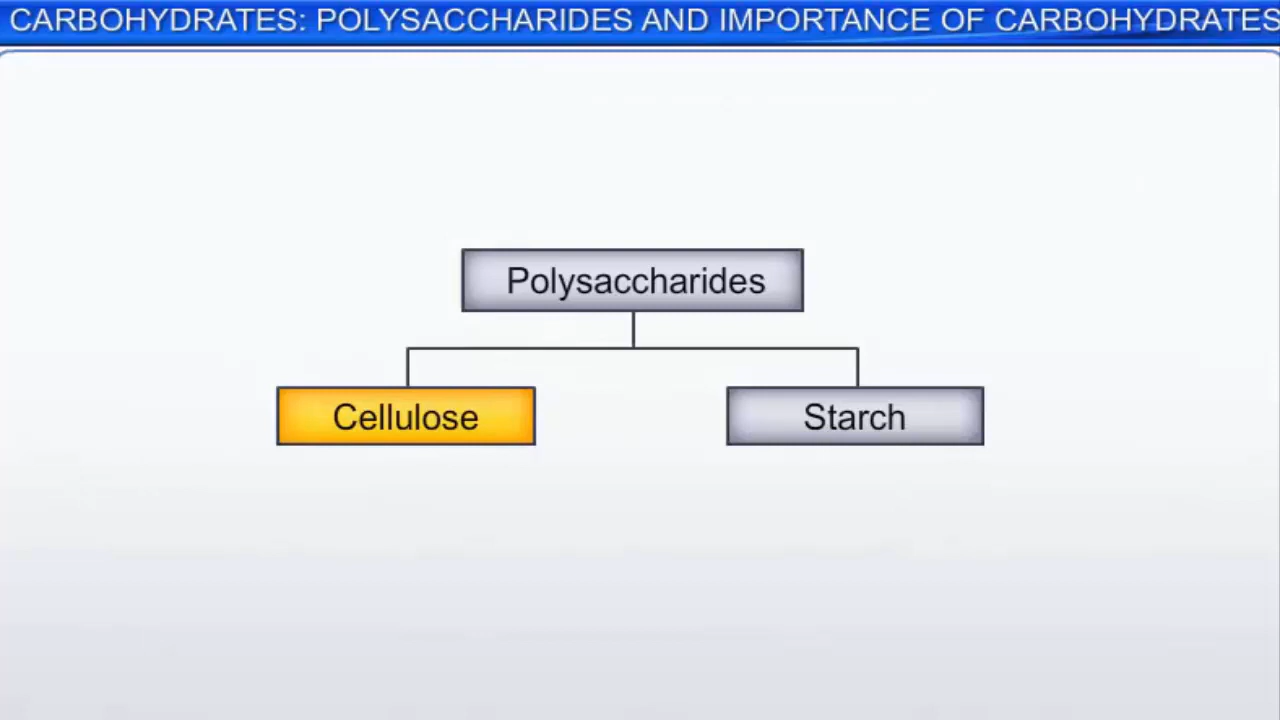 CARBOHYDRATES: POLYSACCHARIDES AND IMPORTANCE OF CARBOHYDRATES
Polysaccharides
Cellulose
Starch